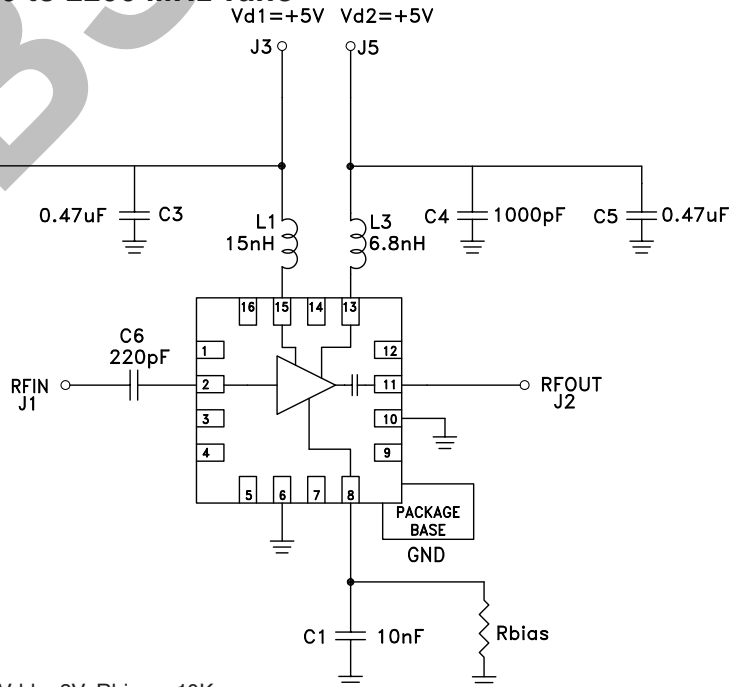 Vd1=+5V Vd2=+5V
J3 J5
0.47uF C3
L1
15nH
L3
6.8nH
C4 1000pF
C5 0.47uF
16 15 14 13
C6
220pF
1 12
RFIN
J1
2 11
RFOUT
J2
3 10
4 9
5 6 7 8
PACKAGE
BASE
GND
C1 10nF
Rbias